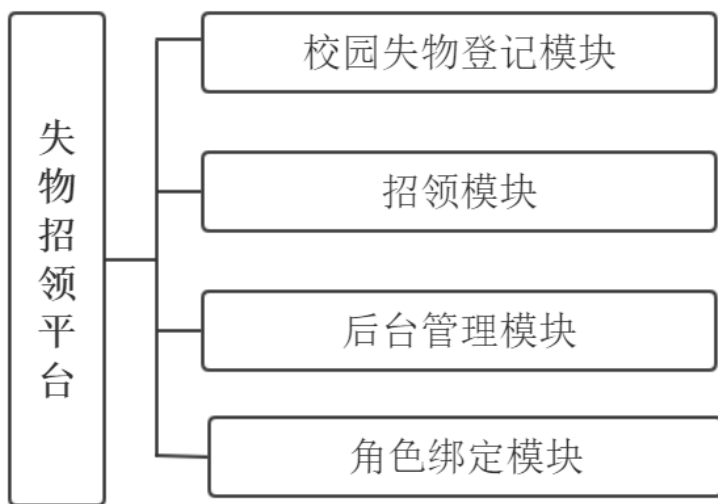 失物招领平台
校园失物登记模块
招领模块
后台管理模块
角色绑定模块